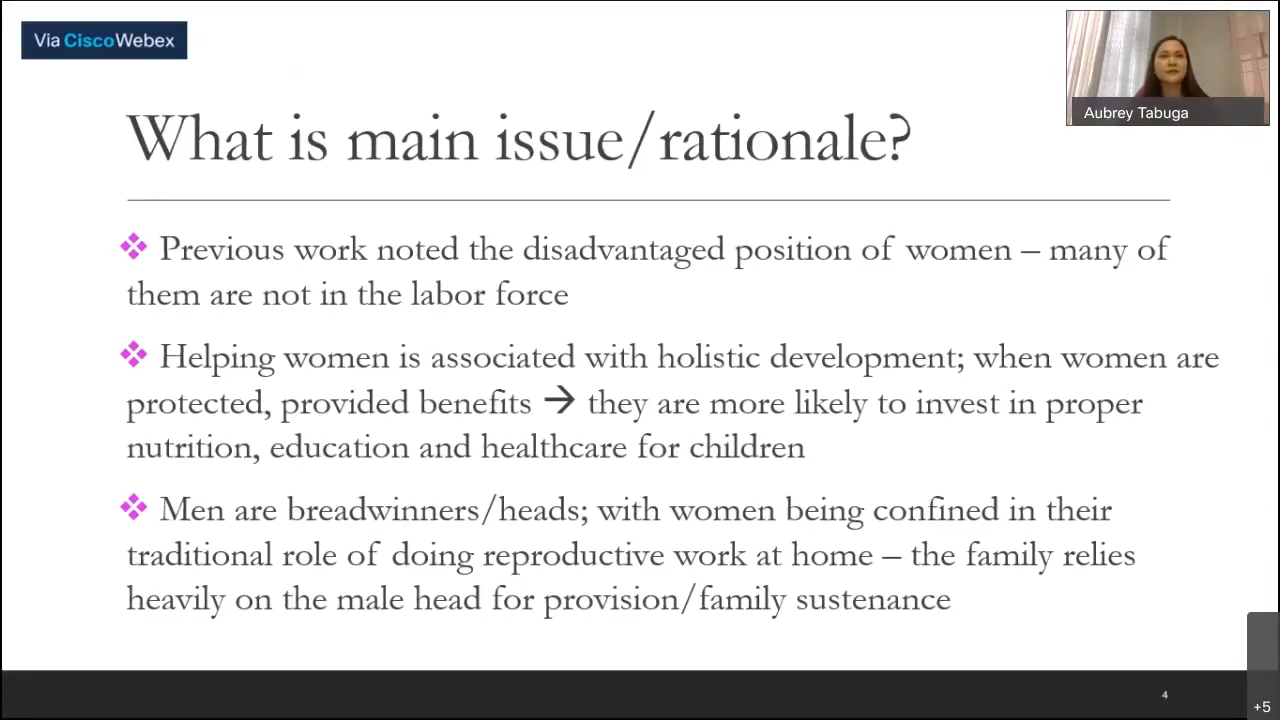 Via CiscoWebex
Aubrey Tabuga
What is main issue/rationale?
❖ Previous work noted the disadvantaged position of women – many of
them are not in the labor force
❖ Helping women is associated with holistic development; when women are
protected, provided benefits → they are more likely to invest in proper
nutrition, education and healthcare for children
❖ Men are breadwinners/heads; with women being confined in their
traditional role of doing reproductive work at home – the family relies
heavily on the male head for provision/family sustenance
4
+5